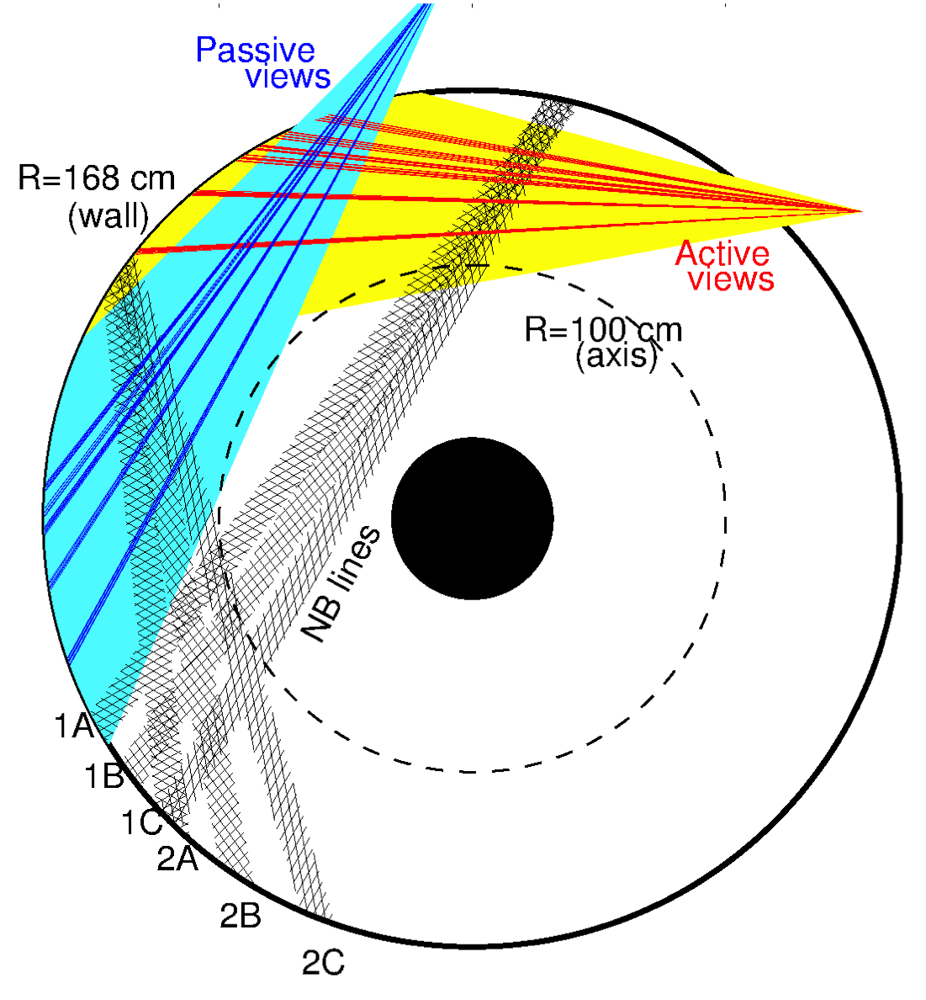 Passive
views
R=168 cm
(wall)
Active
views
R=100 cm
(axis)
NB lines
1A
1B
1C
2A
2B
2C